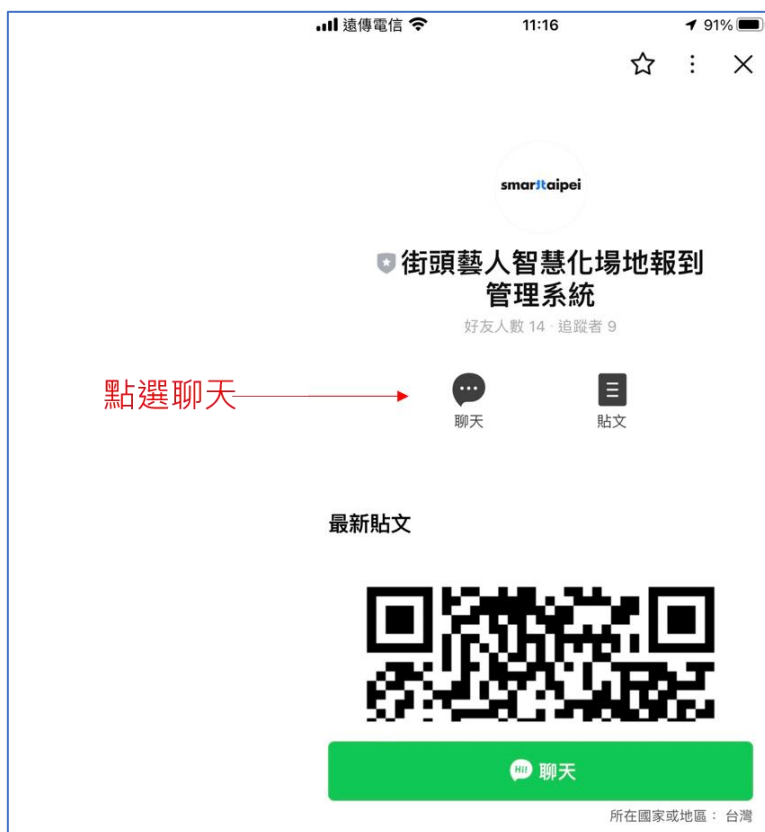 遠傳電信 11:16 91%
smartaipei
街頭藝人智慧化場地報到
管理系統
好友人數 14 · 追蹤者 9
點選聊天
聊天 貼文
最新貼文
Hi! 聊天
所在國家或地區： 台灣